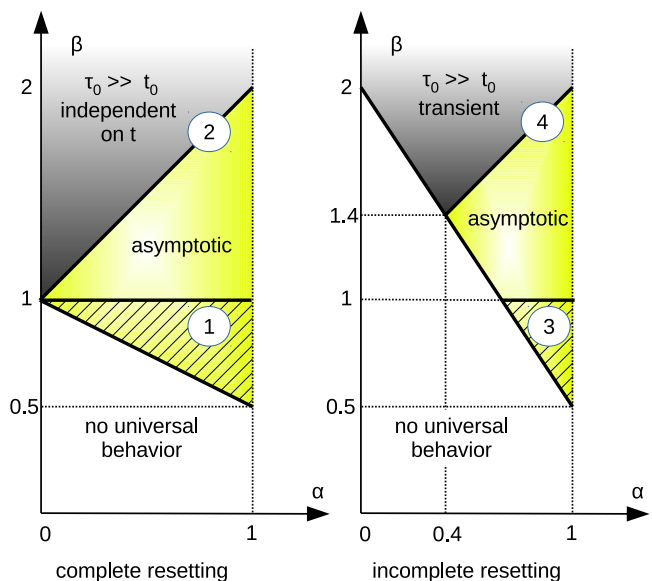 β
2
τ0 >> t0
independent
on t
2
asymptotic
1
1
0.5
no universal
behavior
α
0
1
complete resetting
β
2
τ0 >> t0
transient
4
1.4
asymptotic
1
3
0.5
no universal
behavior
α
0
0.4
1
incomplete resetting